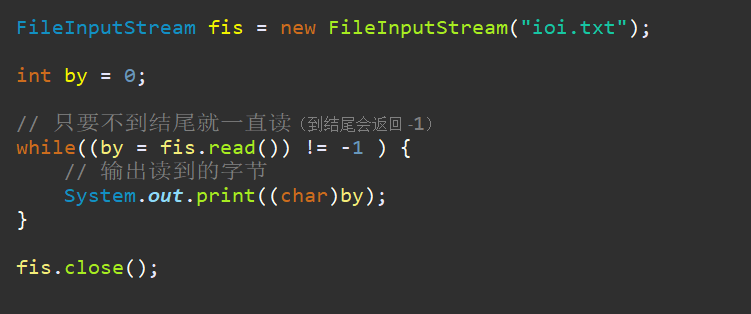 FileInputStream fis = new FileInputStream("ioi.txt");
int by = 0;
// 只要不到结尾就一直读（到结尾会返回 -1）
while((by = fis.read()) != -1 ) {
// 输出读到的字节
System.out.print((char)by);
}
fis.close();